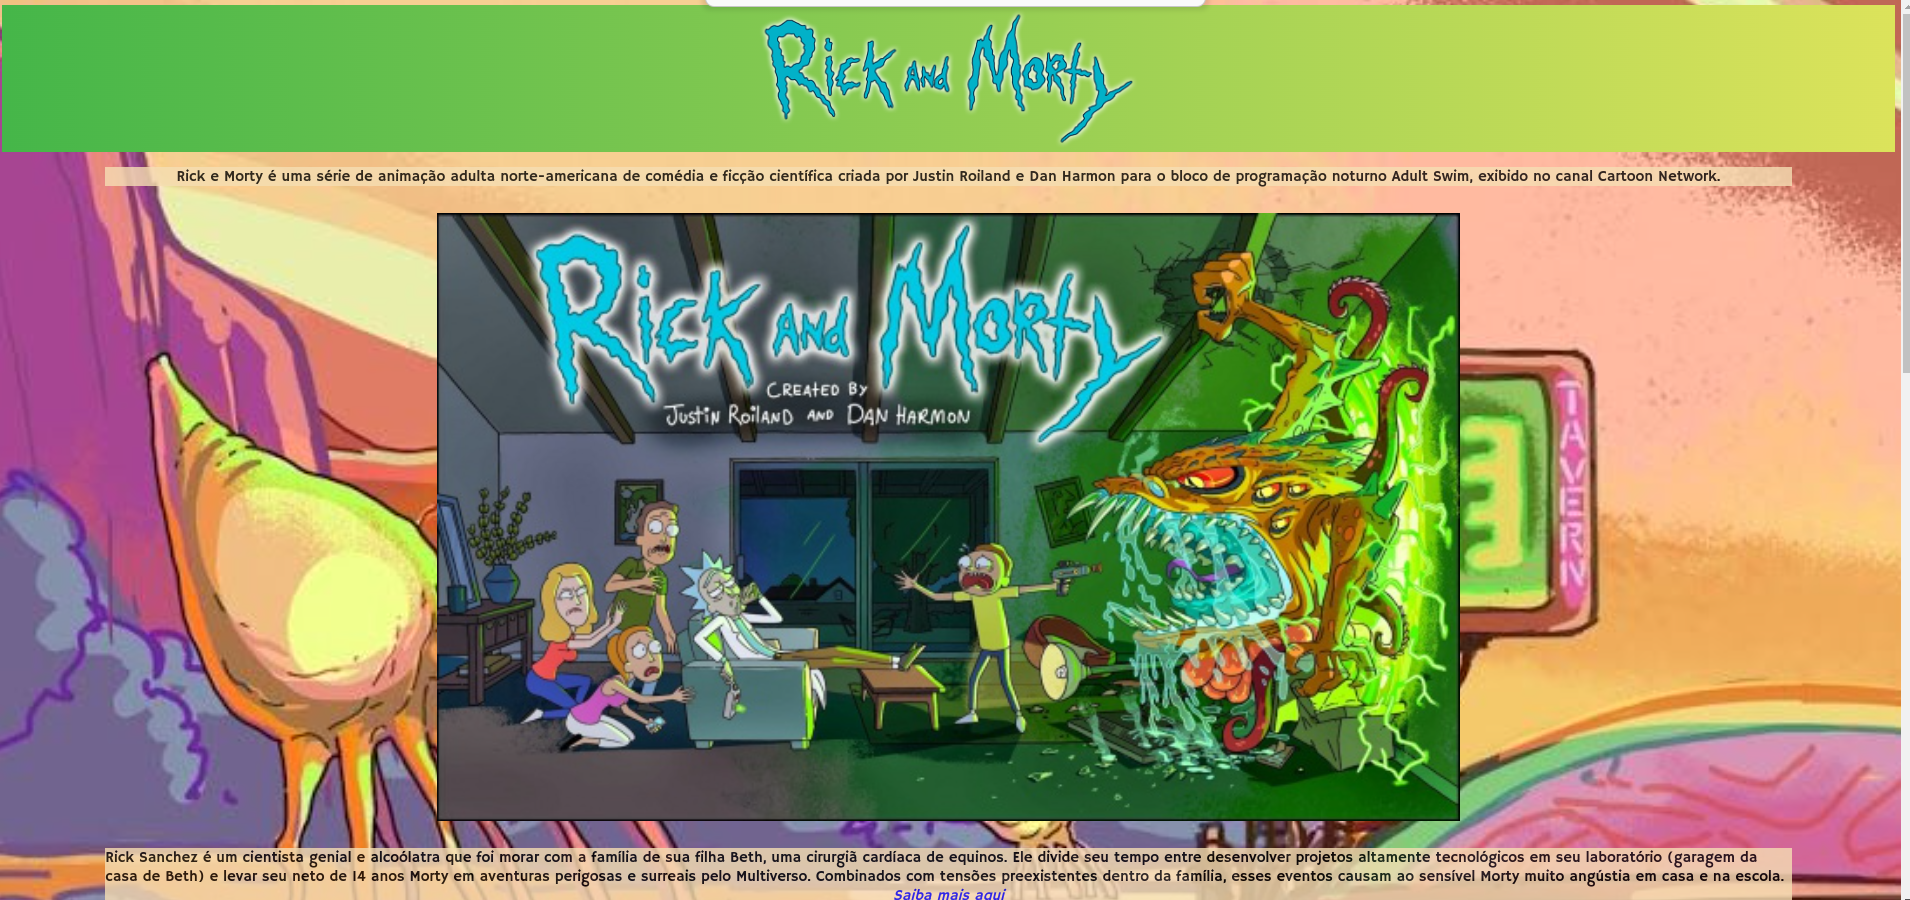 Rick and Morty
Rick e Morty é uma série de animação adulta norte-americana de comédia e ficção científica criada por Justin Roiland e Dan Harmon para o bloco de programação noturno Adult Swim, exibido no canal Cartoon Network.
Rick and Morty
Created by
Justin Roiland and Dan Harmon
TAVERN
Rick Sanchez é um cientista genial e alcoólatra que foi morar com a família de sua filha Beth, uma cirurgiã cardíaca de equinos. Ele divide seu tempo entre desenvolver projetos altamente tecnológicos em seu laboratório (garagem da
casa de Beth) e levar seu neto de 14 anos Morty em aventuras perigosas e surreais pelo Multiverso. Combinados com tensões preexistentes dentro da família, esses eventos causam ao sensível Morty muito angústia em casa e na escola.
Saiba mais aqui